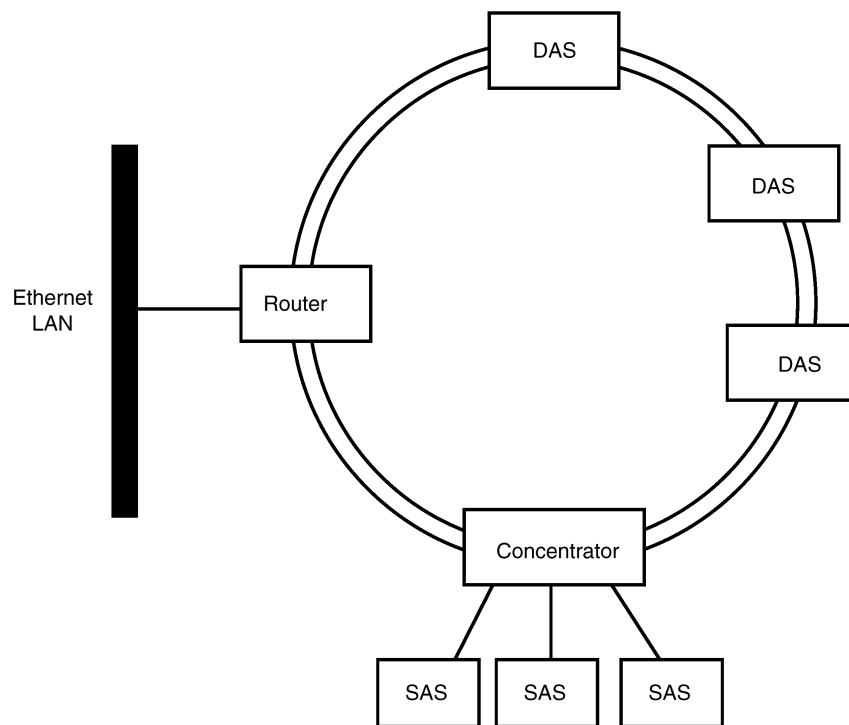 DAS
DAS
Ethernet
LAN
Router
DAS
Concentrator
SAS
SAS
SAS